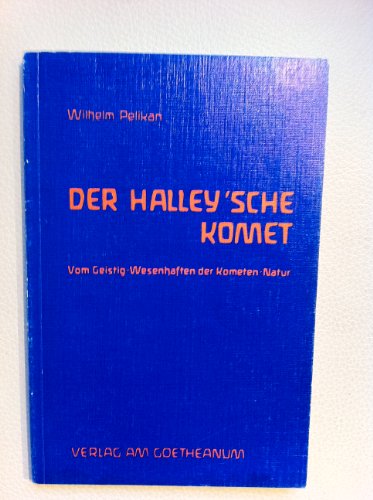 Wilhelm Pelikan
DER HALLEY'SCHE
KOMET
Vom Geistig-Wesenhaften der Kometen-Natur
VERLAG AM GOETHEANUM